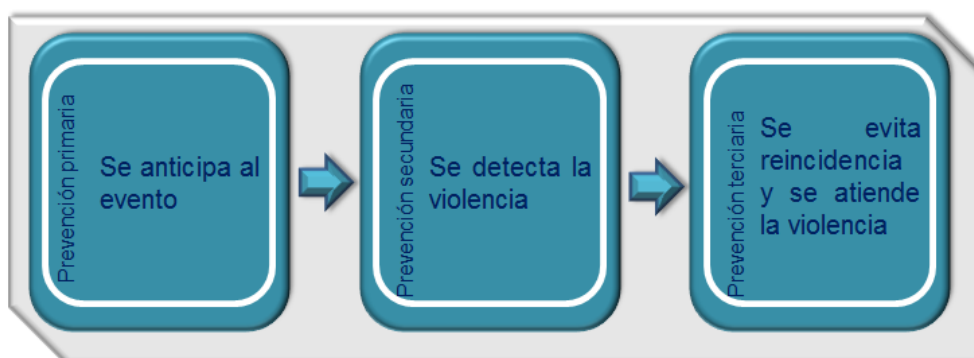 Prevención primaria
Se anticipa al
evento
Prevención secundaria
Se detecta la
violencia
Prevención terciaria
Se evita
reincidencia
y se atiende
la violencia